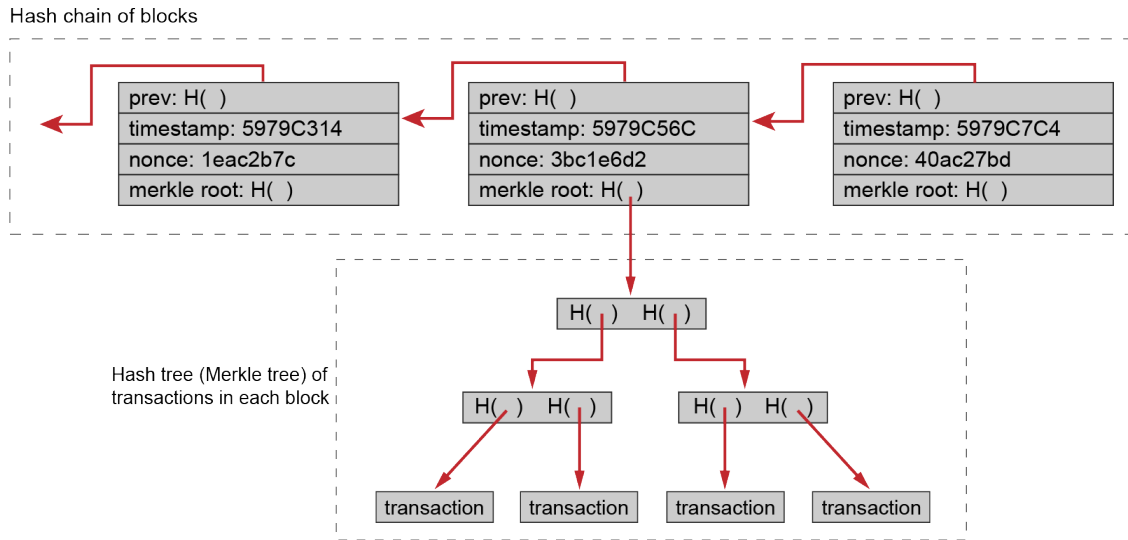 Hash chain of blocks
prev: H( )
timestamp: 5979C314
nonce: 1eac2b7c
merkle root: H( )
prev: H( )
timestamp: 5979C56C
nonce: 3bc1e6d2
merkle root: H( )
prev: H( )
timestamp: 5979C7C4
nonce: 40ac27bd
merkle root: H( )
H( ) H( )
Hash tree (Merkle tree) of
transactions in each block
H( ) H( )
H( ) H( )
transaction
transaction
transaction
transaction